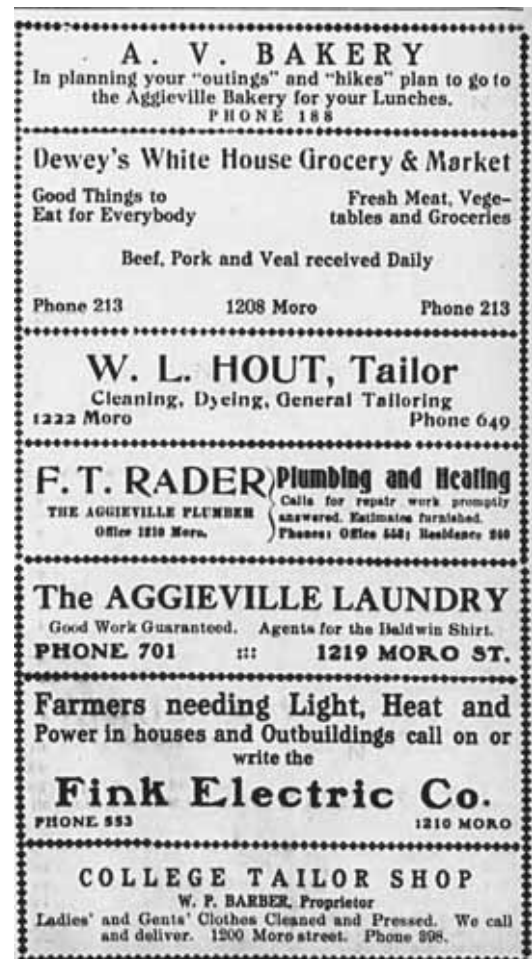 A. V. BAKERY
In planning your "outings" and "hikes" plan to go to
the Aggieville Bakery for your Lunches.
PHONE 188
Dewey's White House Grocery & Market
Good Things to
Eat for Everybody
Fresh Meat, Vege-
tables and Groceries
Beef, Pork and Veal received Daily
Phone 213 1208 Moro Phone 213
W. L. HOUT, Tailor
Cleaning, Dyeing, General Tailoring
1222 Moro Phone 649
F. T. RADER
THE AGGIEVILLE PLUMBER
Office 1210 Moro.
Plumbing and Heating
Calls for repair work promptly
answered. Estimates furnished.
Phones: Office 553; Residence
The AGGIEVILLE LAUNDRY
Good Work Guaranteed. Agents for the Baldwin Shirt.
PHONE 701 ::: 1219 MORO ST.
Farmers needing Light, Heat and
Power in houses and Outbuildings call on or
write the
Fink Electric Co.
PHONE 553 1210 MORO
COLLEGE TAILOR SHOP
W. P. BARBER, Proprietor
Ladies' and Gents' Clothes Cleaned and Pressed. We call
and deliver. 1200 Moro street. Phone 398.